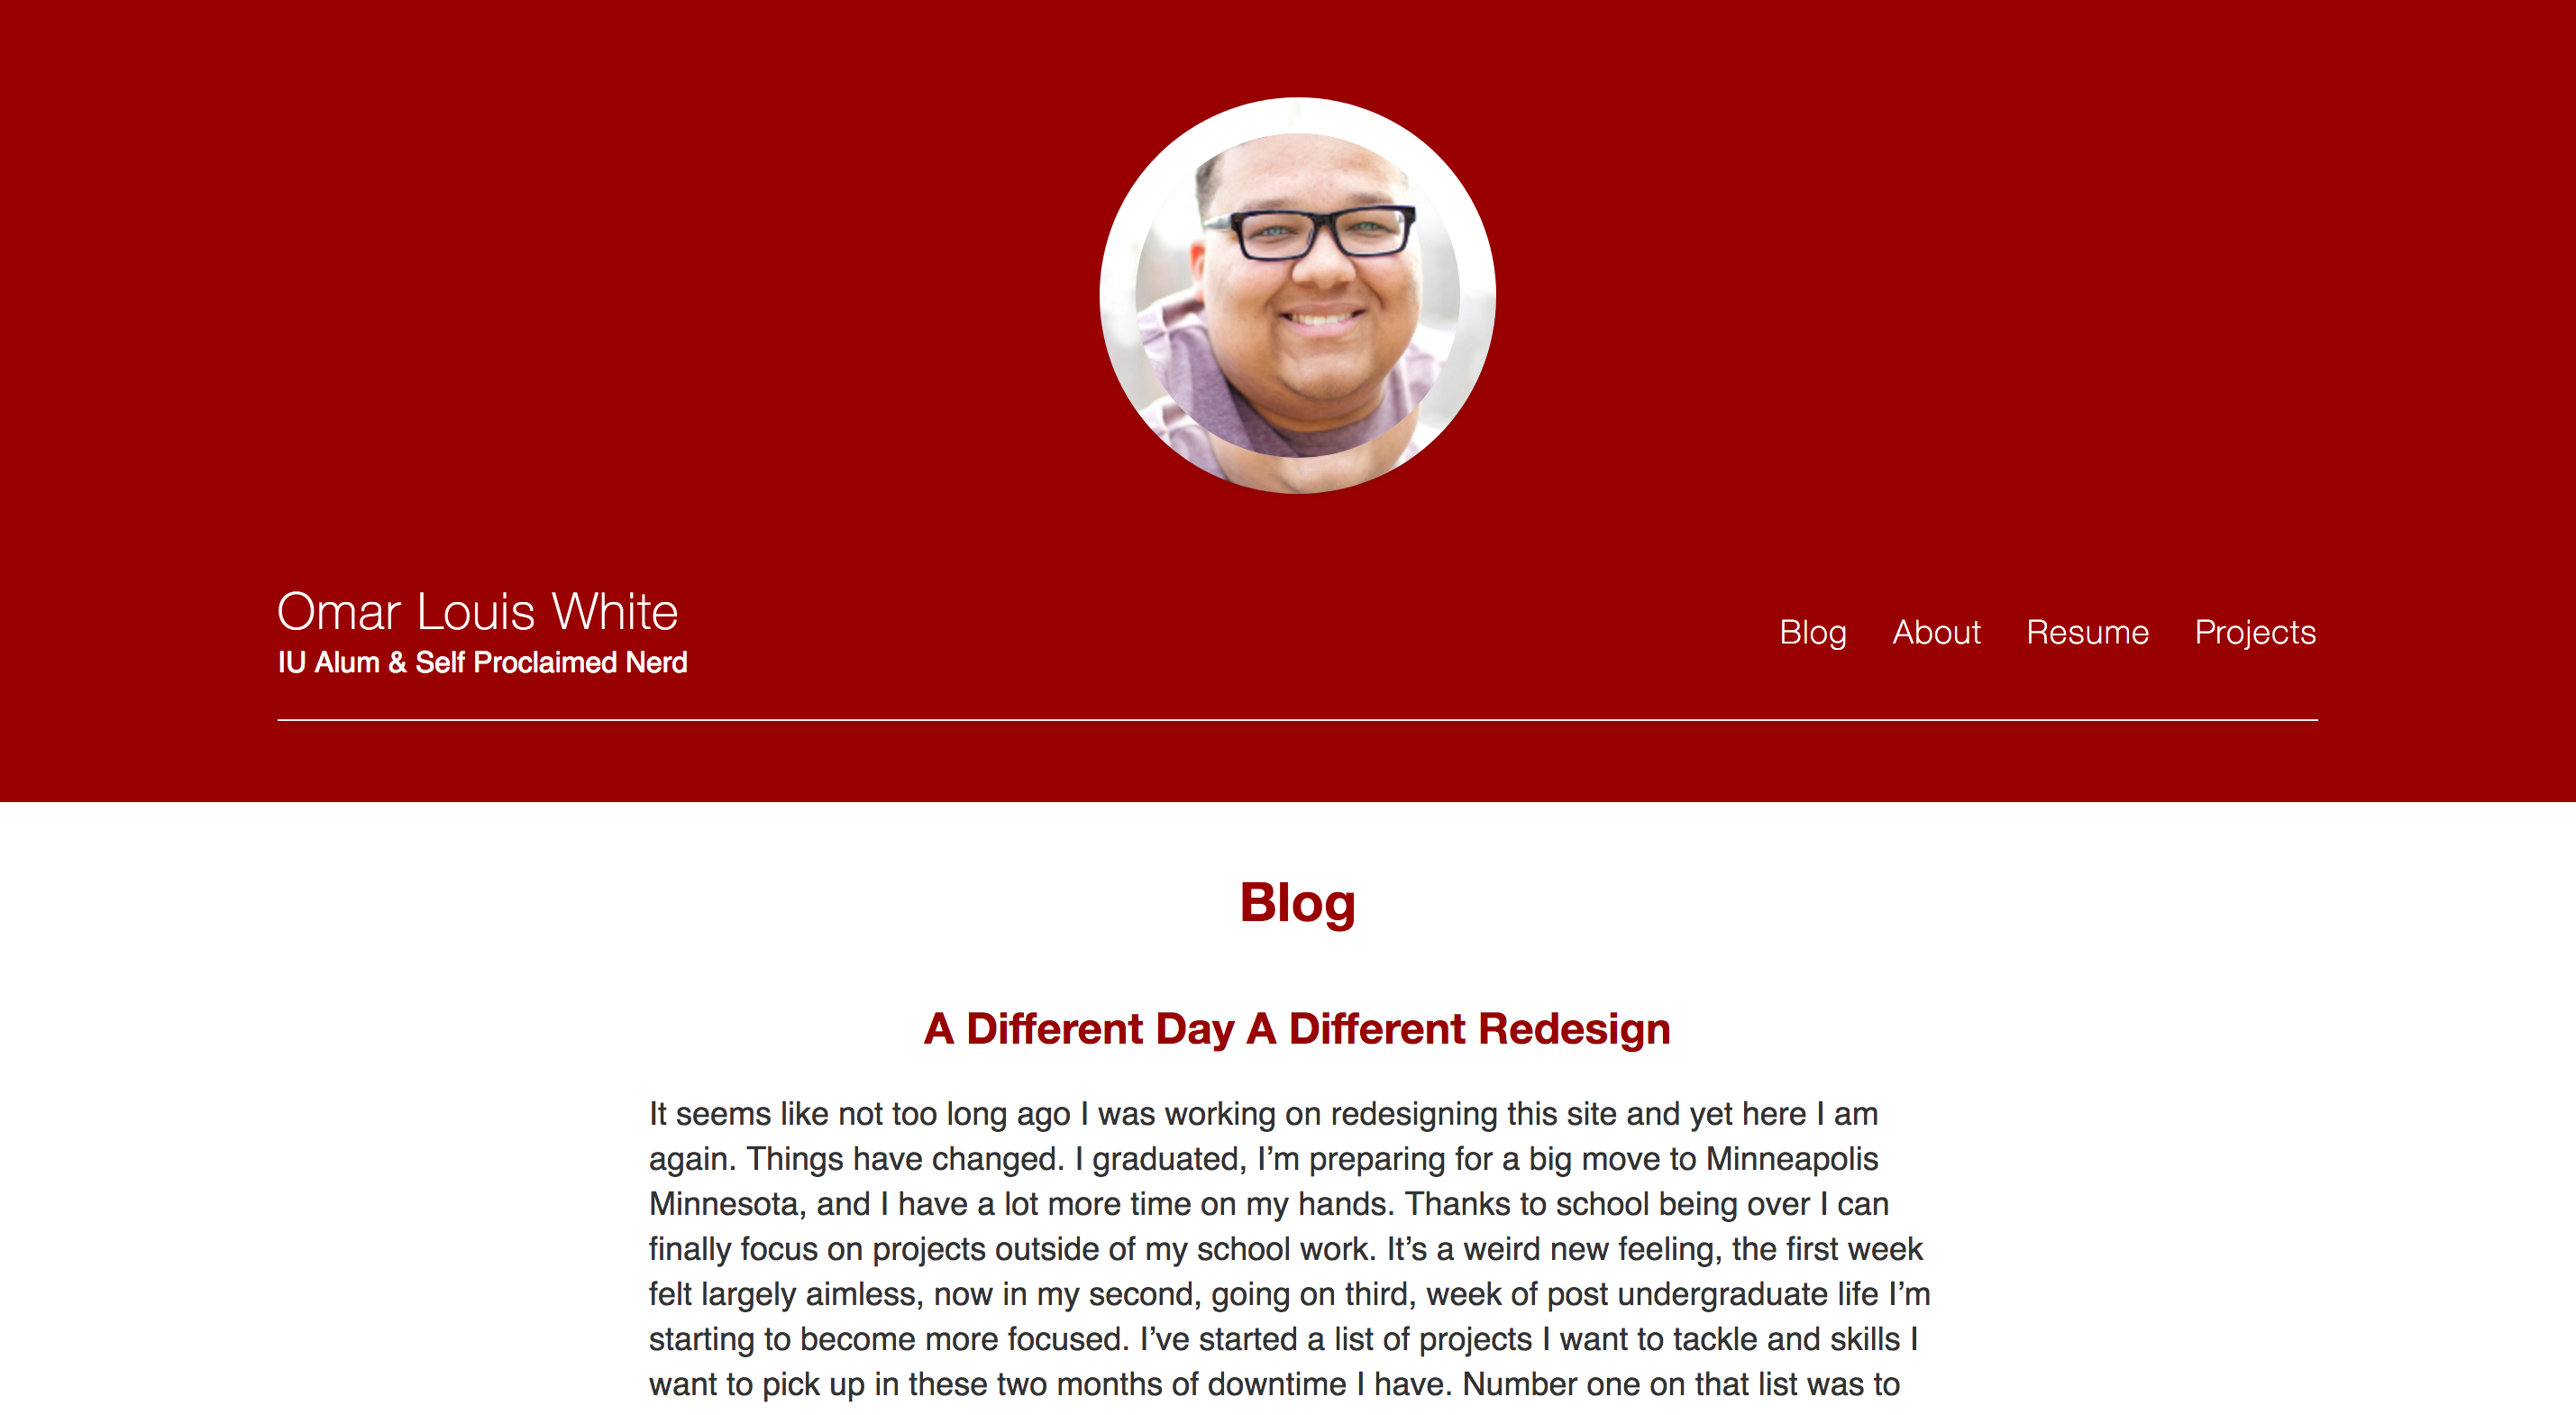 Omar Louis White
IU Alum & Self Proclaimed Nerd
Blog About Resume Projects
Blog
A Different Day A Different Redesign
It seems like not too long ago I was working on redesigning this site and yet here I am
again. Things have changed. I graduated, I’m preparing for a big move to Minneapolis
Minnesota, and I have a lot more time on my hands. Thanks to school being over I can
finally focus on projects outside of my school work. It’s a weird new feeling, the first week
felt largely aimless, now in my second, going on third, week of post undergraduate life I’m
starting to become more focused. I’ve started a list of projects I want to tackle and skills I
want to pick up in these two months of downtime I have. Number one on that list was to